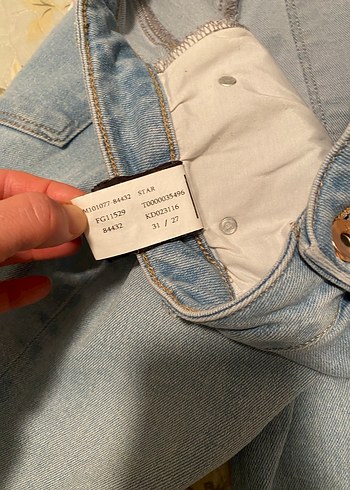 M101077-84432 STAR
FG11529 T0000035496
84432 KD023116
31 / 27